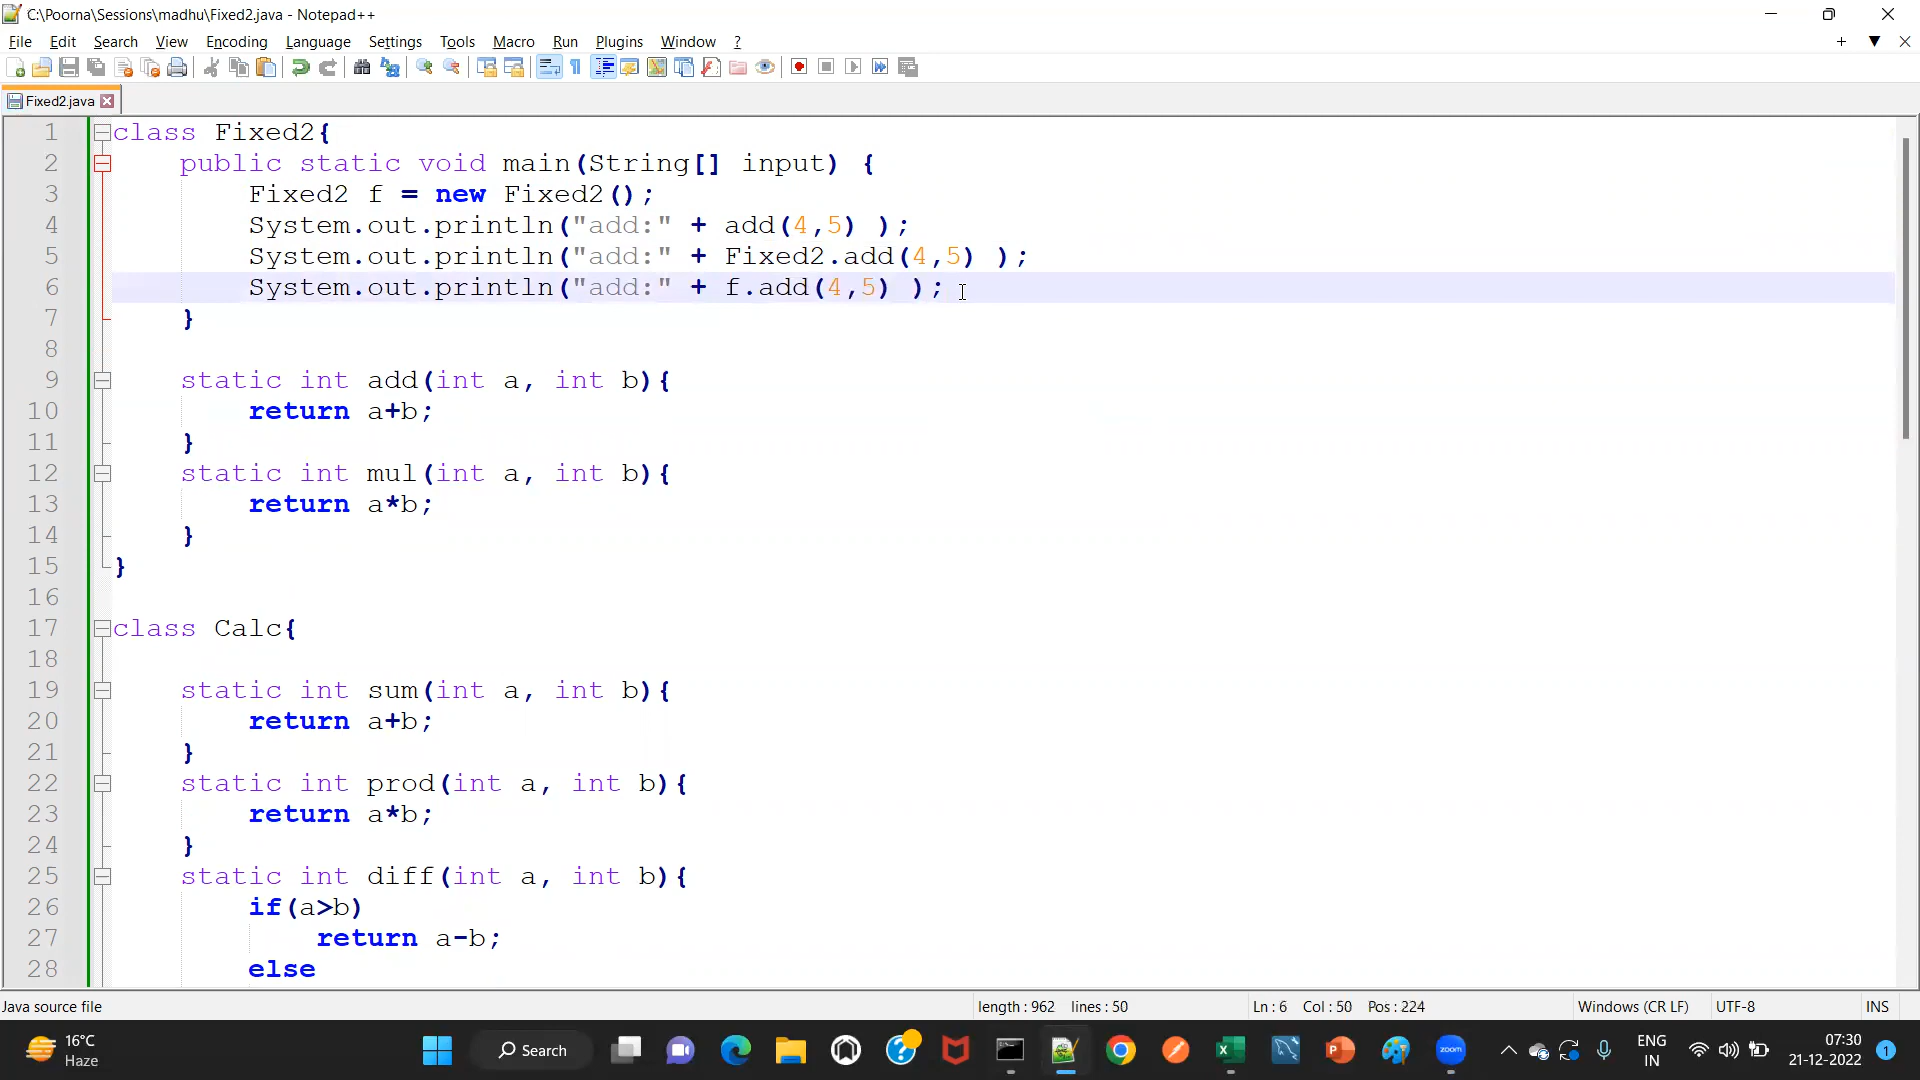 C:\Poorna\Sessions\madhu\Fixed2.java - Notepad++
File Edit Search View Encoding Language Settings Tools Macro Run Plugins Window ?
Fixed2.java
1 class Fixed2{
2 public static void main(String[] input) {
3 Fixed2 f = new Fixed2();
4 System.out.println("add:" + add(4,5) );
5 System.out.println("add:" + Fixed2.add(4,5) );
6 System.out.println("add:" + f.add(4,5) );
7 }
8
9 static int add(int a, int b){
10 return a+b;
11 }
12 static int mul(int a, int b){
13 return a*b;
14 }
15 }
16
17 class Calc{
18
19 static int sum(int a, int b){
20 return a+b;
21 }
22 static int prod(int a, int b){
23 return a*b;
24 }
25 static int diff(int a, int b){
26 if(a>b)
27 return a-b;
28 else
Java source file length : 962 lines : 50 Ln : 6 Col : 50 Pos : 224 Windows (CR LF) UTF-8 INS
16°C
Haze
Search
zoom
ENG
IN
07:30
21-12-2022
1